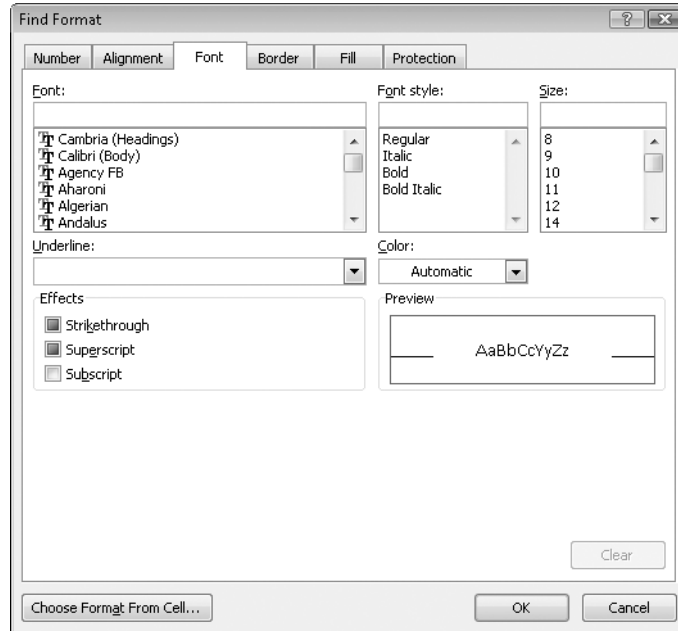 Find Format
Number Alignment Font Border Fill Protection
Font: Font style: Size:
Cambria (Headings) Regular 8
Calibri (Body) Italic 9
Agency FB Bold 10
Aharoni Bold Italic 11
Algerian 12
Andalus 14
Underline: Color:
Automatic
Effects Preview
Strikethrough
Superscript AaBbCcYyZz
Subscript
Clear
Choose Format From Cell... OK Cancel